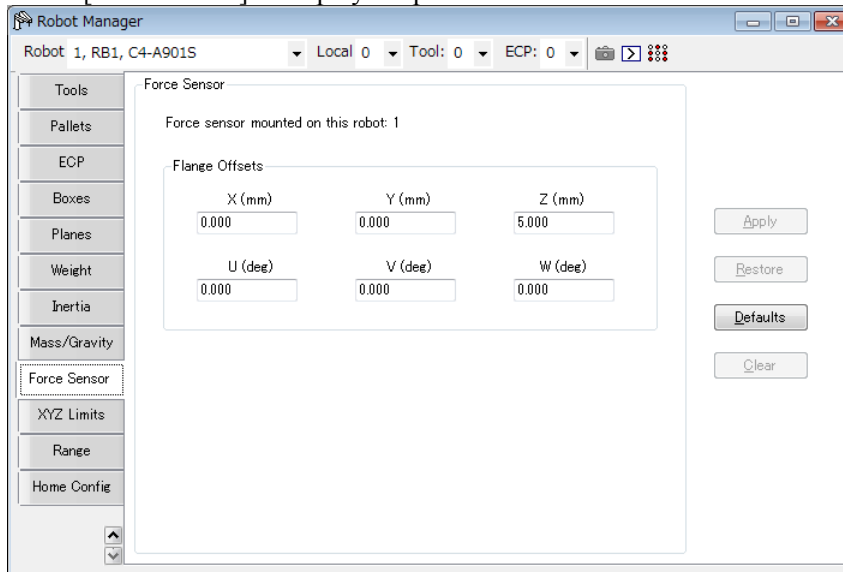 Robot Manager
Robot 1, RB1, C4-A901S Local 0 Tool: 0 ECP: 0
Tools
Pallets
ECP
Boxes
Planes
Weight
Inertia
Mass/Gravity
Force Sensor
XYZ Limits
Range
Home Config
Force Sensor
Force sensor mounted on this robot: 1
Flange Offsets
X (mm) Y (mm) Z (mm)
0.000 0.000 5.000
U (deg) V (deg) W (deg)
0.000 0.000 0.000
Apply
Restore
Defaults
Clear